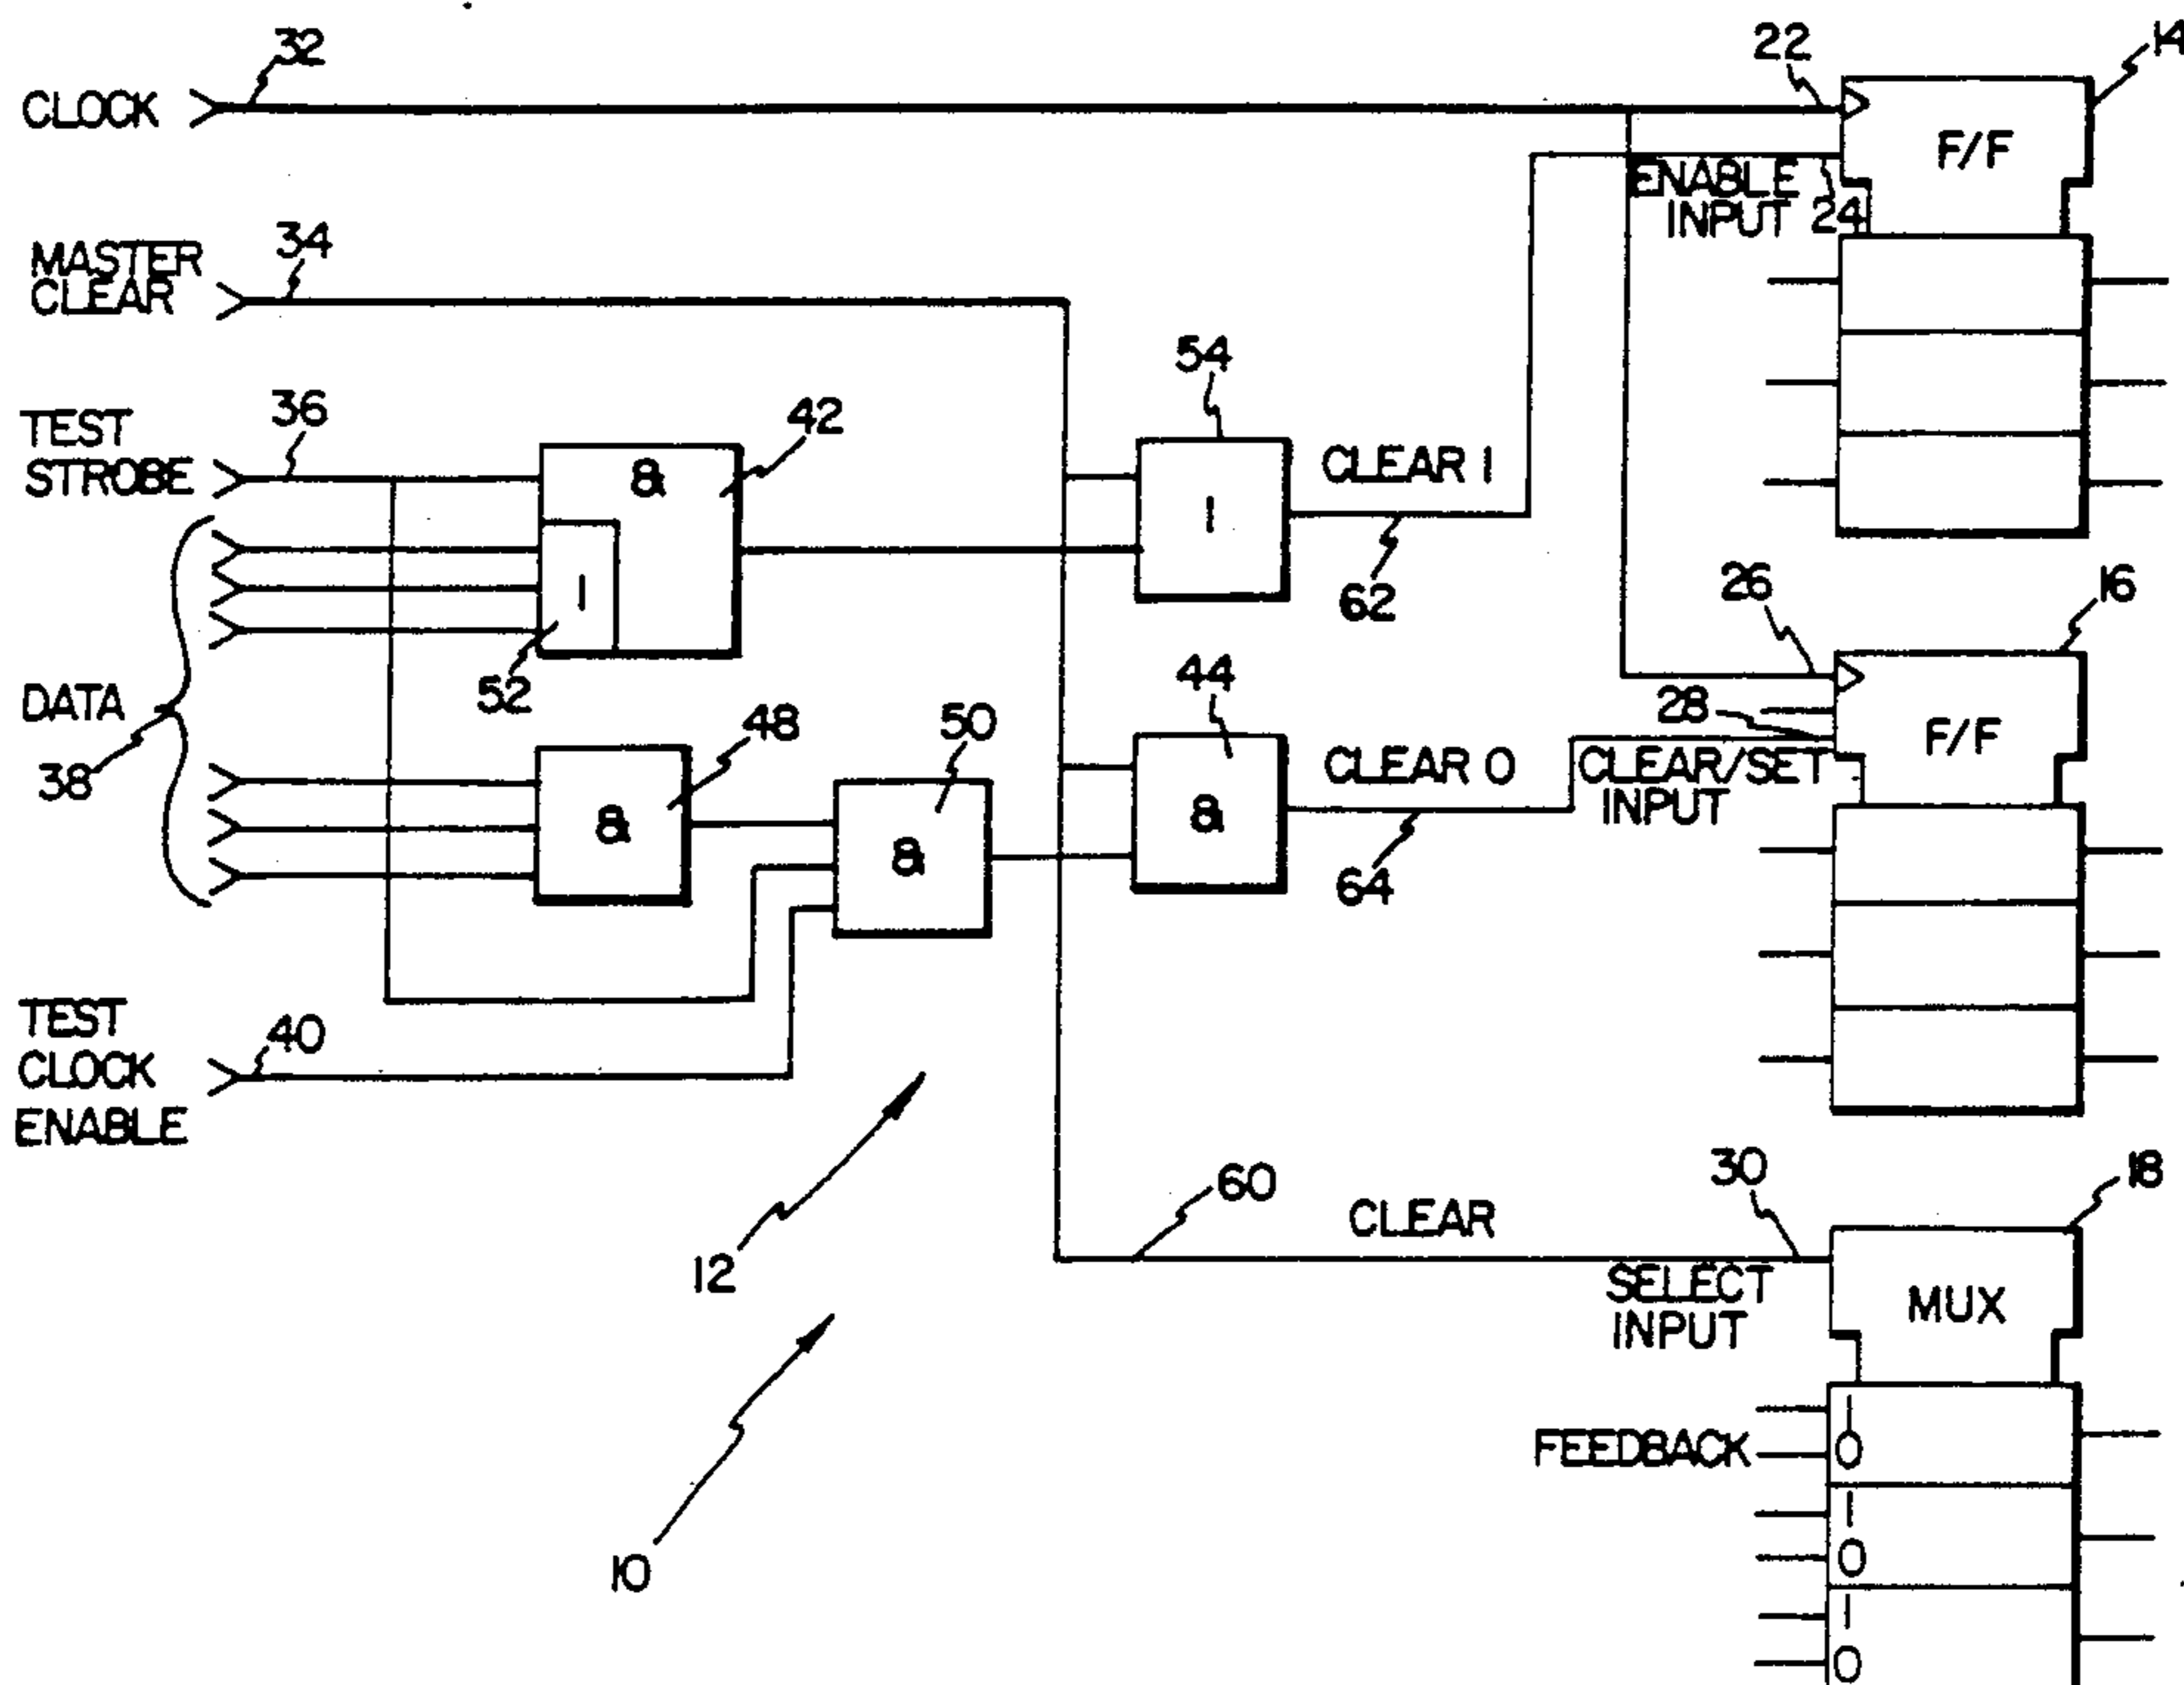 32
22
14
CLOCK
F/F
ENABLE
INPUT 24
34
MASTER
CLEAR
54
36
42
TEST
STROBE
&
CLEAR 1
1
1
62
26
16
52
44
28
DATA
48
50
F/F
38
CLEAR 0
CLEAR/SET
INPUT
&
&
&
64
TEST
CLOCK
ENABLE
40
60
30
18
CLEAR
12
SELECT
INPUT
MUX
1
FEEDBACK
0
1
0
10
1
0